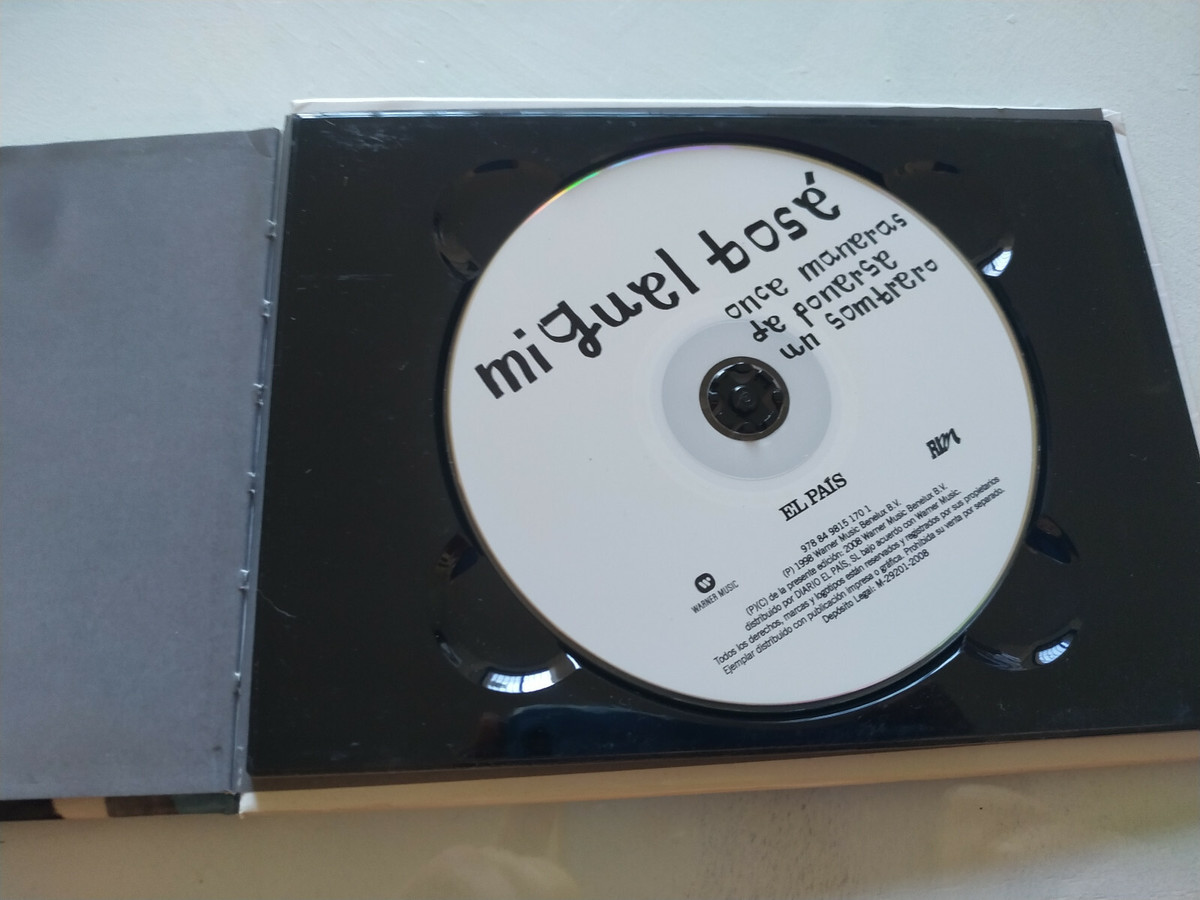 miguel bosé
once maneras
de ponerse
un sombrero
RLM
EL PAÍS
978 84 9815 170 1
(P) 1998 Warner Music Benelux B.V.
(P)(C) de la presente edición: 2008 Warner Music Benelux B.V.
distribuido por DIARIO EL PAÍS, SL bajo acuerdo con Warner Music.
Todos los derechos, marcas y logotipos están reservados y registrados por sus propietarios
Ejemplar distribuido con publicación impresa o gráfica. Prohibida su venta por separado.
Depósito Legal: M-29201-2008
WARNER MUSIC